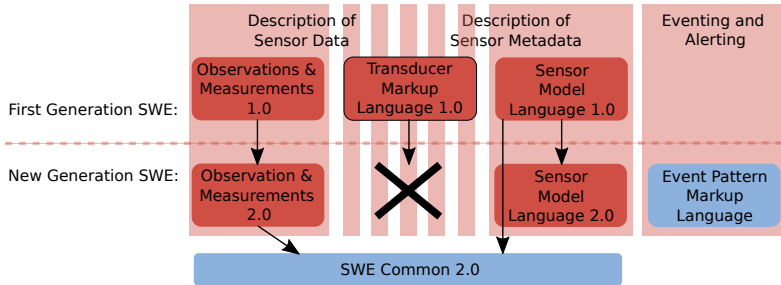 Description of
Sensor Data
Description of
Sensor Metadata
Eventing and
Alerting
First Generation SWE:
Observations &
Measurements
1.0
Transducer
Markup
Language 1.0
Sensor
Model
Language 1.0
New Generation SWE:
Observation &
Measurements
2.0
Sensor
Model
Language 2.0
Event Pattern
Markup
Language
SWE Common 2.0